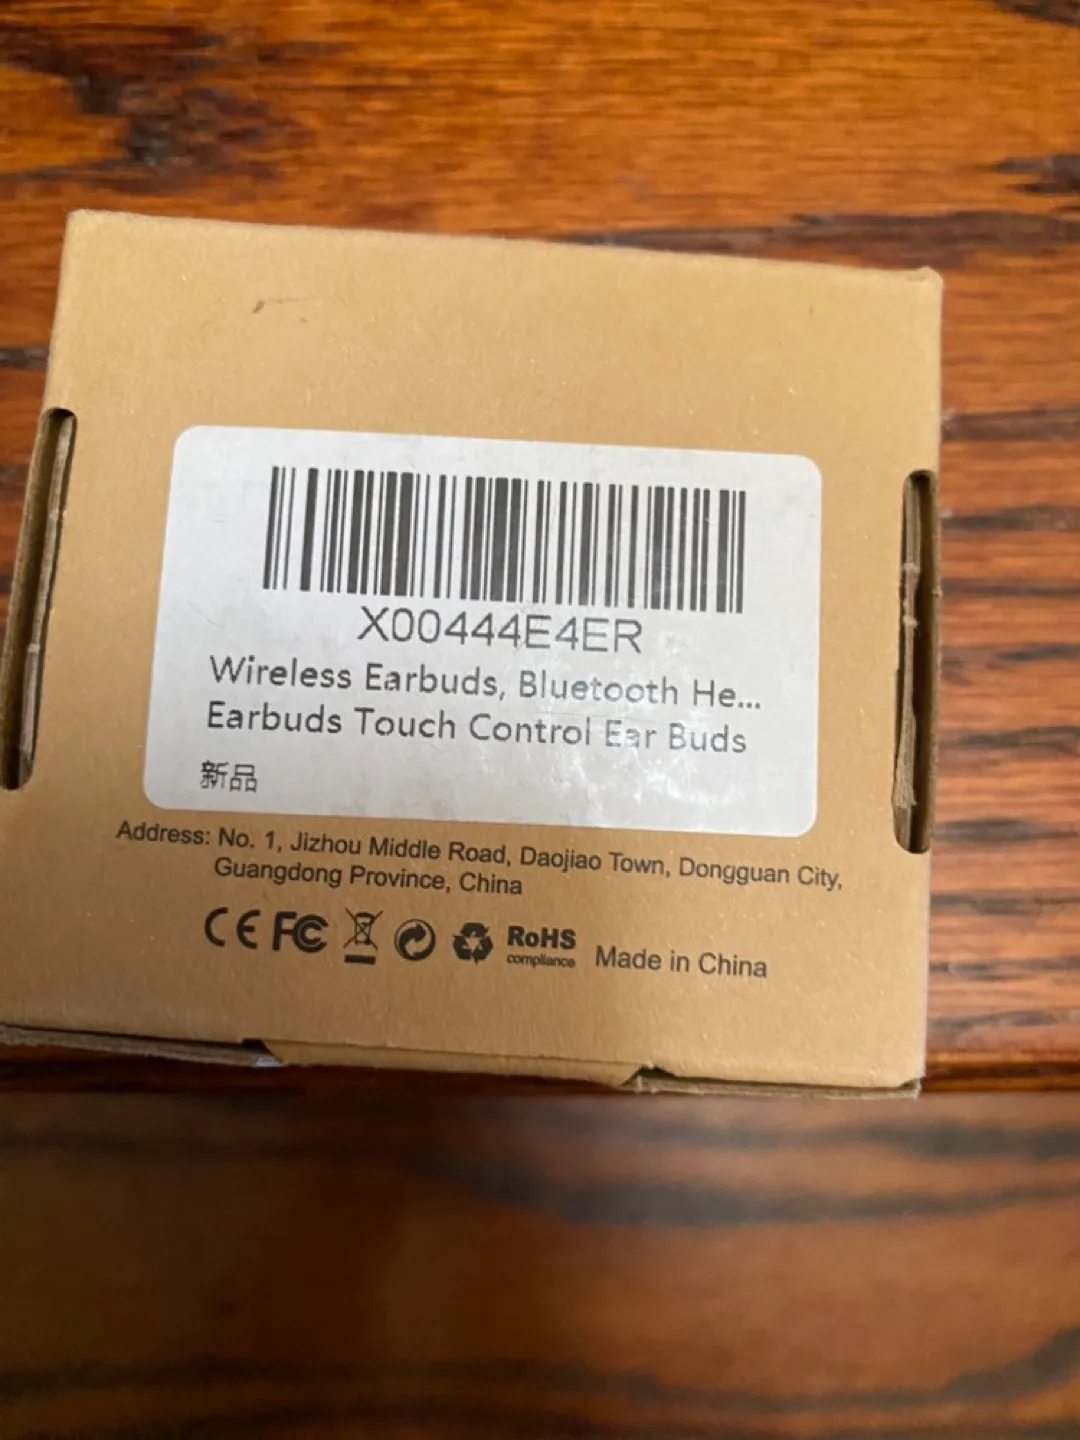 X00444E4ER
Wireless Earbuds, Bluetooth He...
Earbuds Touch Control Ear Buds
新品
Address: No. 1, Jizhou Middle Road, Daojiao Town, Dongguan City,
Guangdong Province, China
CE FC RoHS
compliance Made in China